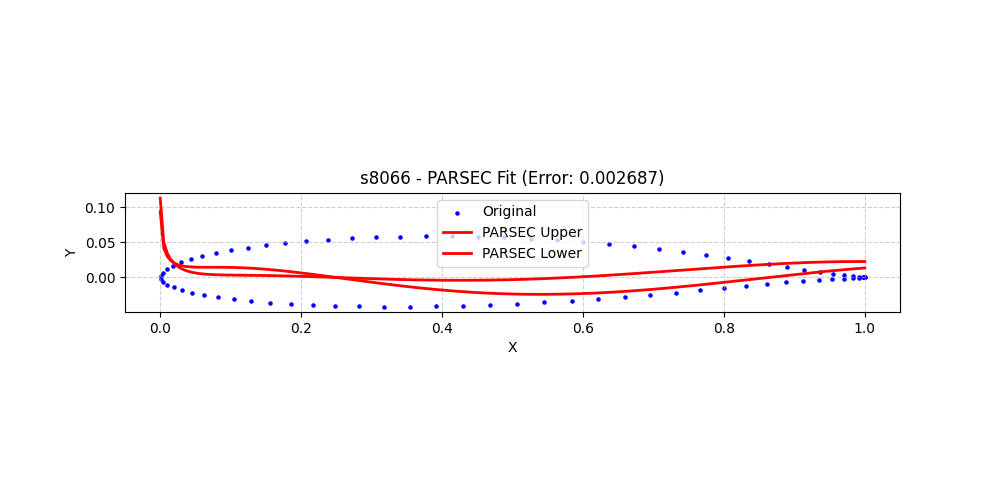 s8066 - PARSEC Fit (Error: 0.002687)
Original
PARSEC Upper
PARSEC Lower
0.10
0.05
0.00
Y
0.0 0.2 0.4 0.6 0.8 1.0
X